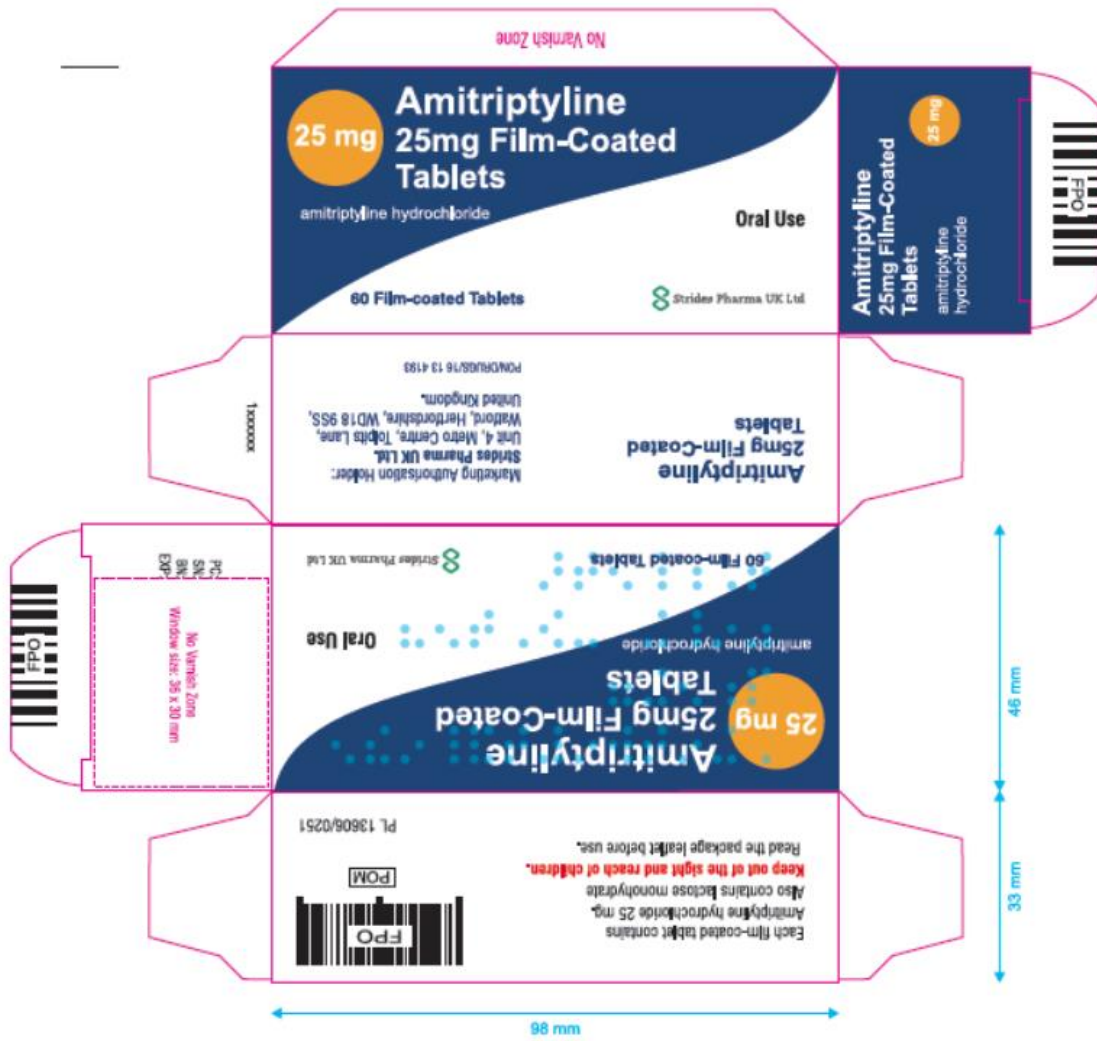 No Varnish Zone
25 mg
Amitriptyline
25mg Film-Coated
Tablets
amitriptyline hydrochloride
Oral Use
60 Film-coated Tablets
Strides Pharma UK Ltd
Amitriptyline
25mg Film-Coated
Tablets
amitriptyline
hydrochloride
25 mg
FPO
1xxxxxx
Marketing Authorisation Holder:
Strides Pharma UK Ltd.
Unit 4, Metro Centre, Tolpits Lane,
Watford, Hertfordshire, WD18 9SS,
United Kingdom.
PON/DRUGS/16 13 4193
Amitriptyline
25mg Film-Coated
Tablets
FPO
PC
SN
BN
EXP
No Varnish Zone
Window size: 36 x 30 mm
25 mg
Amitriptyline
25mg Film-Coated
Tablets
amitriptyline hydrochloride
Oral Use
60 Film-coated Tablets
Strides Pharma UK Ltd
46 mm
Each film-coated tablet contains
Amitriptyline hydrochloride 25 mg.
Also contains lactose monohydrate
Keep out of the sight and reach of children.
Read the package leaflet before use.
FPO
POM
PL 13606/0251
33 mm
98 mm